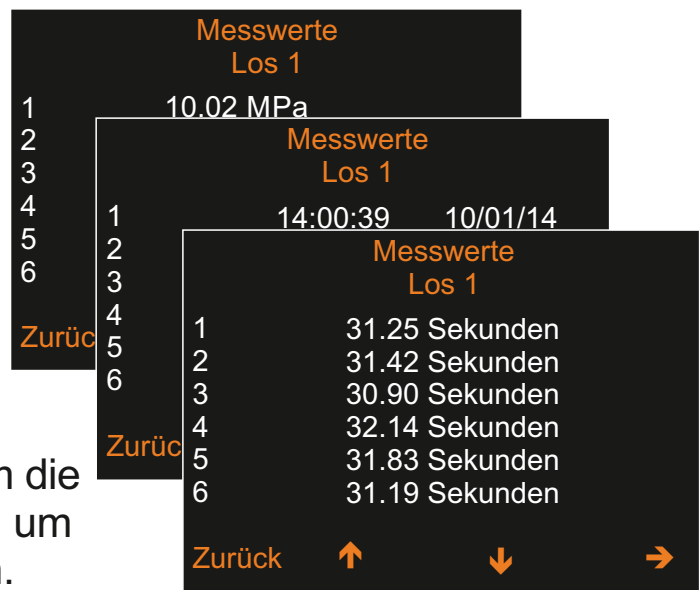 Messwerte
Los 1
1 10.02 MPa
2
3
4
5
6
Messwerte
Los 1
1 14:00:39 10/01/14
2
3
4
5
6
Messwerte
Los 1
1 31.25 Sekunden
2 31.42 Sekunden
3 30.90 Sekunden
4 32.14 Sekunden
5 31.83 Sekunden
6 31.19 Sekunden
Zurück ↑ ↓ →
die
um